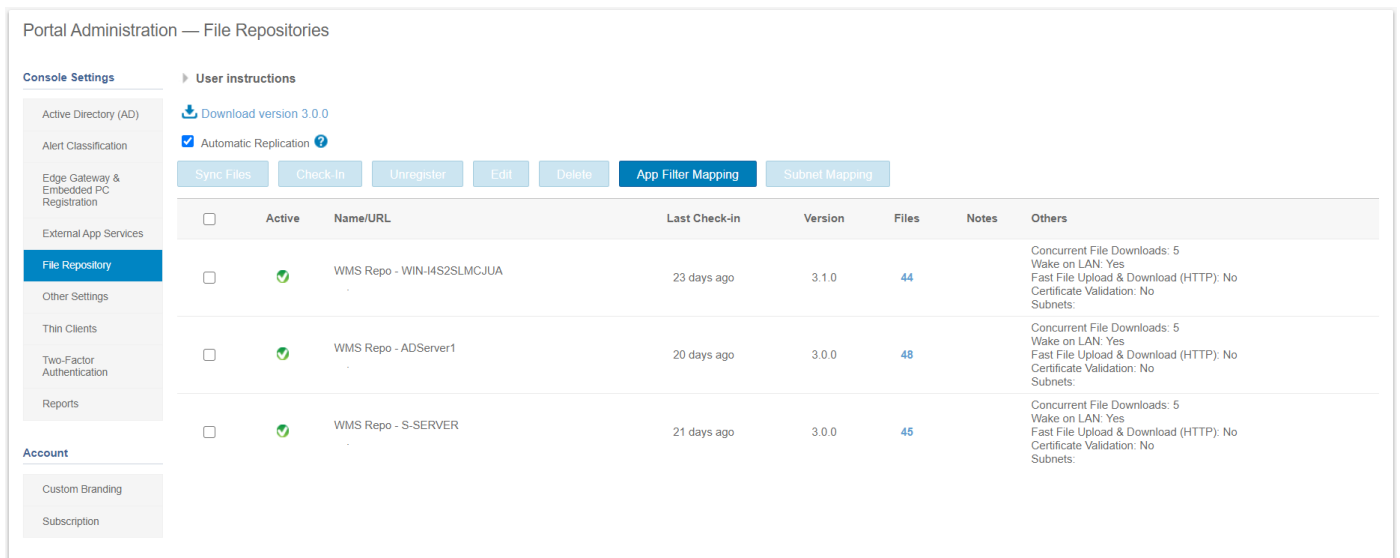 Portal Administration — File Repositories
Console Settings
Active Directory (AD)
Alert Classification
Edge Gateway &
Embedded PC
Registration
External App Services
File Repository
Other Settings
Thin Clients
Two-Factor
Authentication
Reports
Account
Custom Branding
Subscription
User instructions
Download version 3.0.0
Automatic Replication ?
Sync Files Check-In Unregister Edit Delete App Filter Mapping Subnet Mapping
Active Name/URL Last Check-in Version Files Notes Others
WMS Repo - WIN-I4S2SLMCJUA 23 days ago 3.1.0 44
Concurrent File Downloads: 5
Wake on LAN: Yes
Fast File Upload & Download (HTTP): No
Certificate Validation: No
Subnets:
WMS Repo - ADServer1 20 days ago 3.0.0 48
Concurrent File Downloads: 5
Wake on LAN: Yes
Fast File Upload & Download (HTTP): No
Certificate Validation: No
Subnets:
WMS Repo - S-SERVER 21 days ago 3.0.0 45
Concurrent File Downloads: 5
Wake on LAN: Yes
Fast File Upload & Download (HTTP): No
Certificate Validation: No
Subnets: